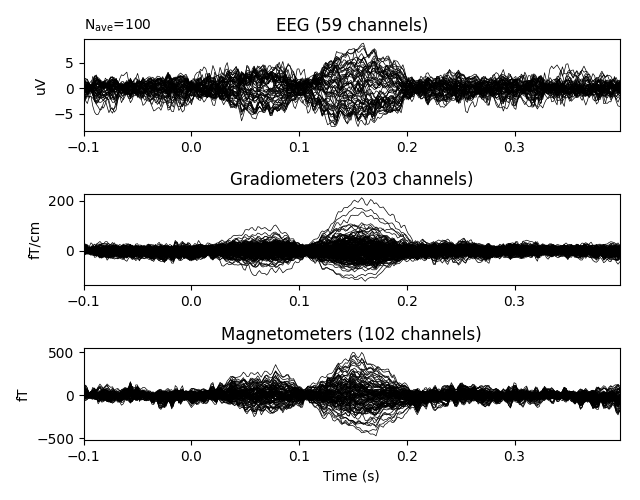 Nave=100
EEG (59 channels)
5
0
−5
uV
−0.1 0.0 0.1 0.2 0.3
Gradiometers (203 channels)
200
0
fT/cm
−0.1 0.0 0.1 0.2 0.3
Magnetometers (102 channels)
500
0
−500
fT
−0.1 0.0 0.1 0.2 0.3
Time (s)